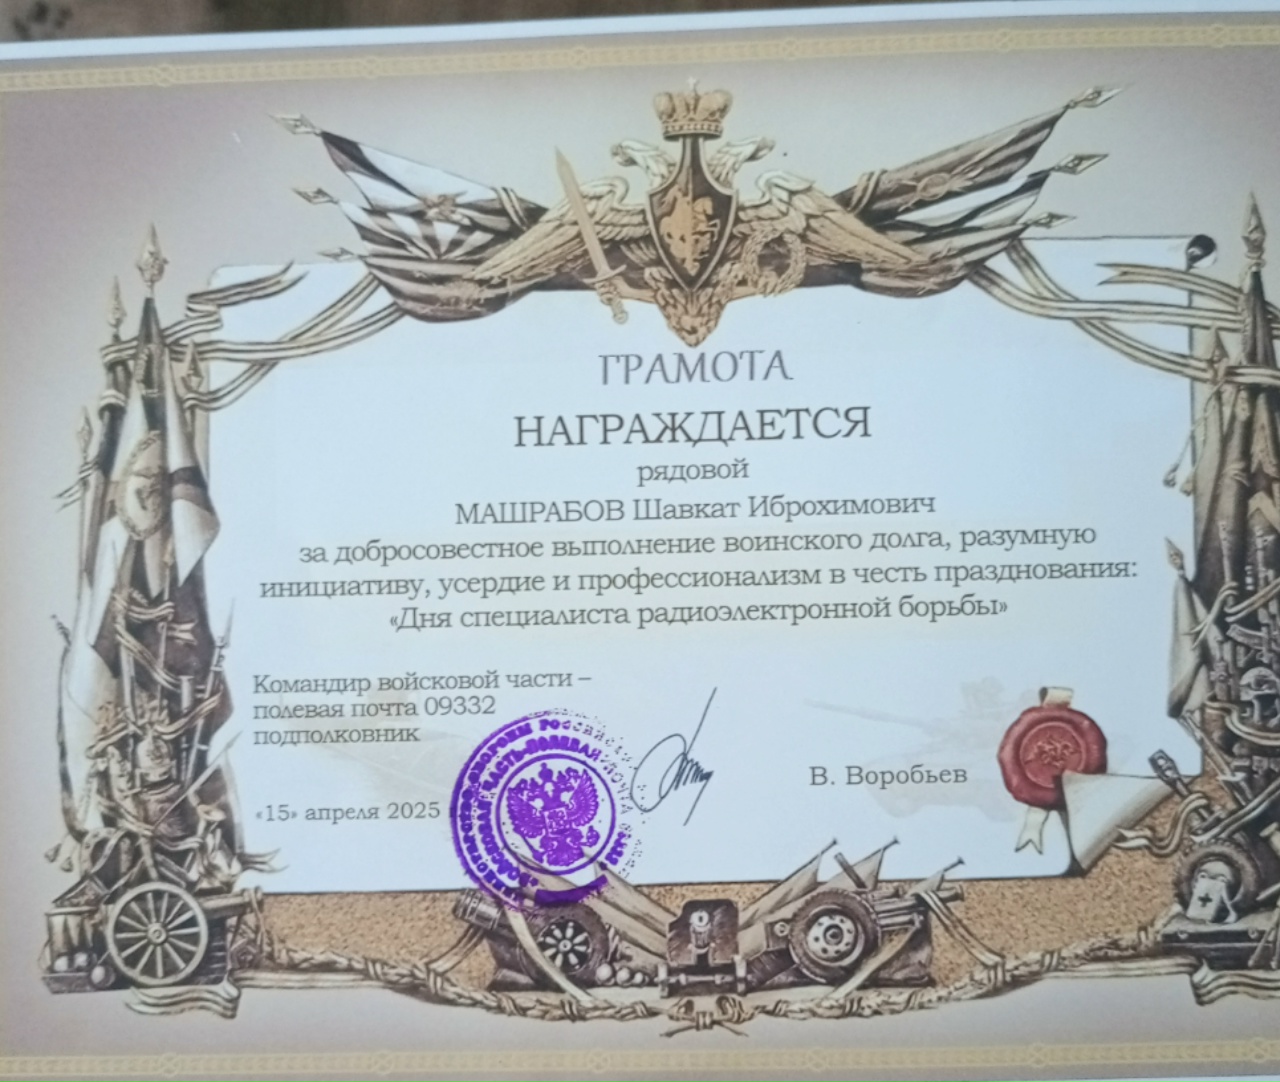 ГРАМОТА
НАГРАЖДАЕТСЯ
рядовой
МАШРАБОВ Шавкат Иброхимович
за добросовестное выполнение воинского долга, разумную
инициативу, усердие и профессионализм в честь празднования:
«Дня специалиста радиоэлектронной борьбы»
Командир войсковой части –
полевая почта 09332
подполковник
В. Воробьев
«15» апреля 2025